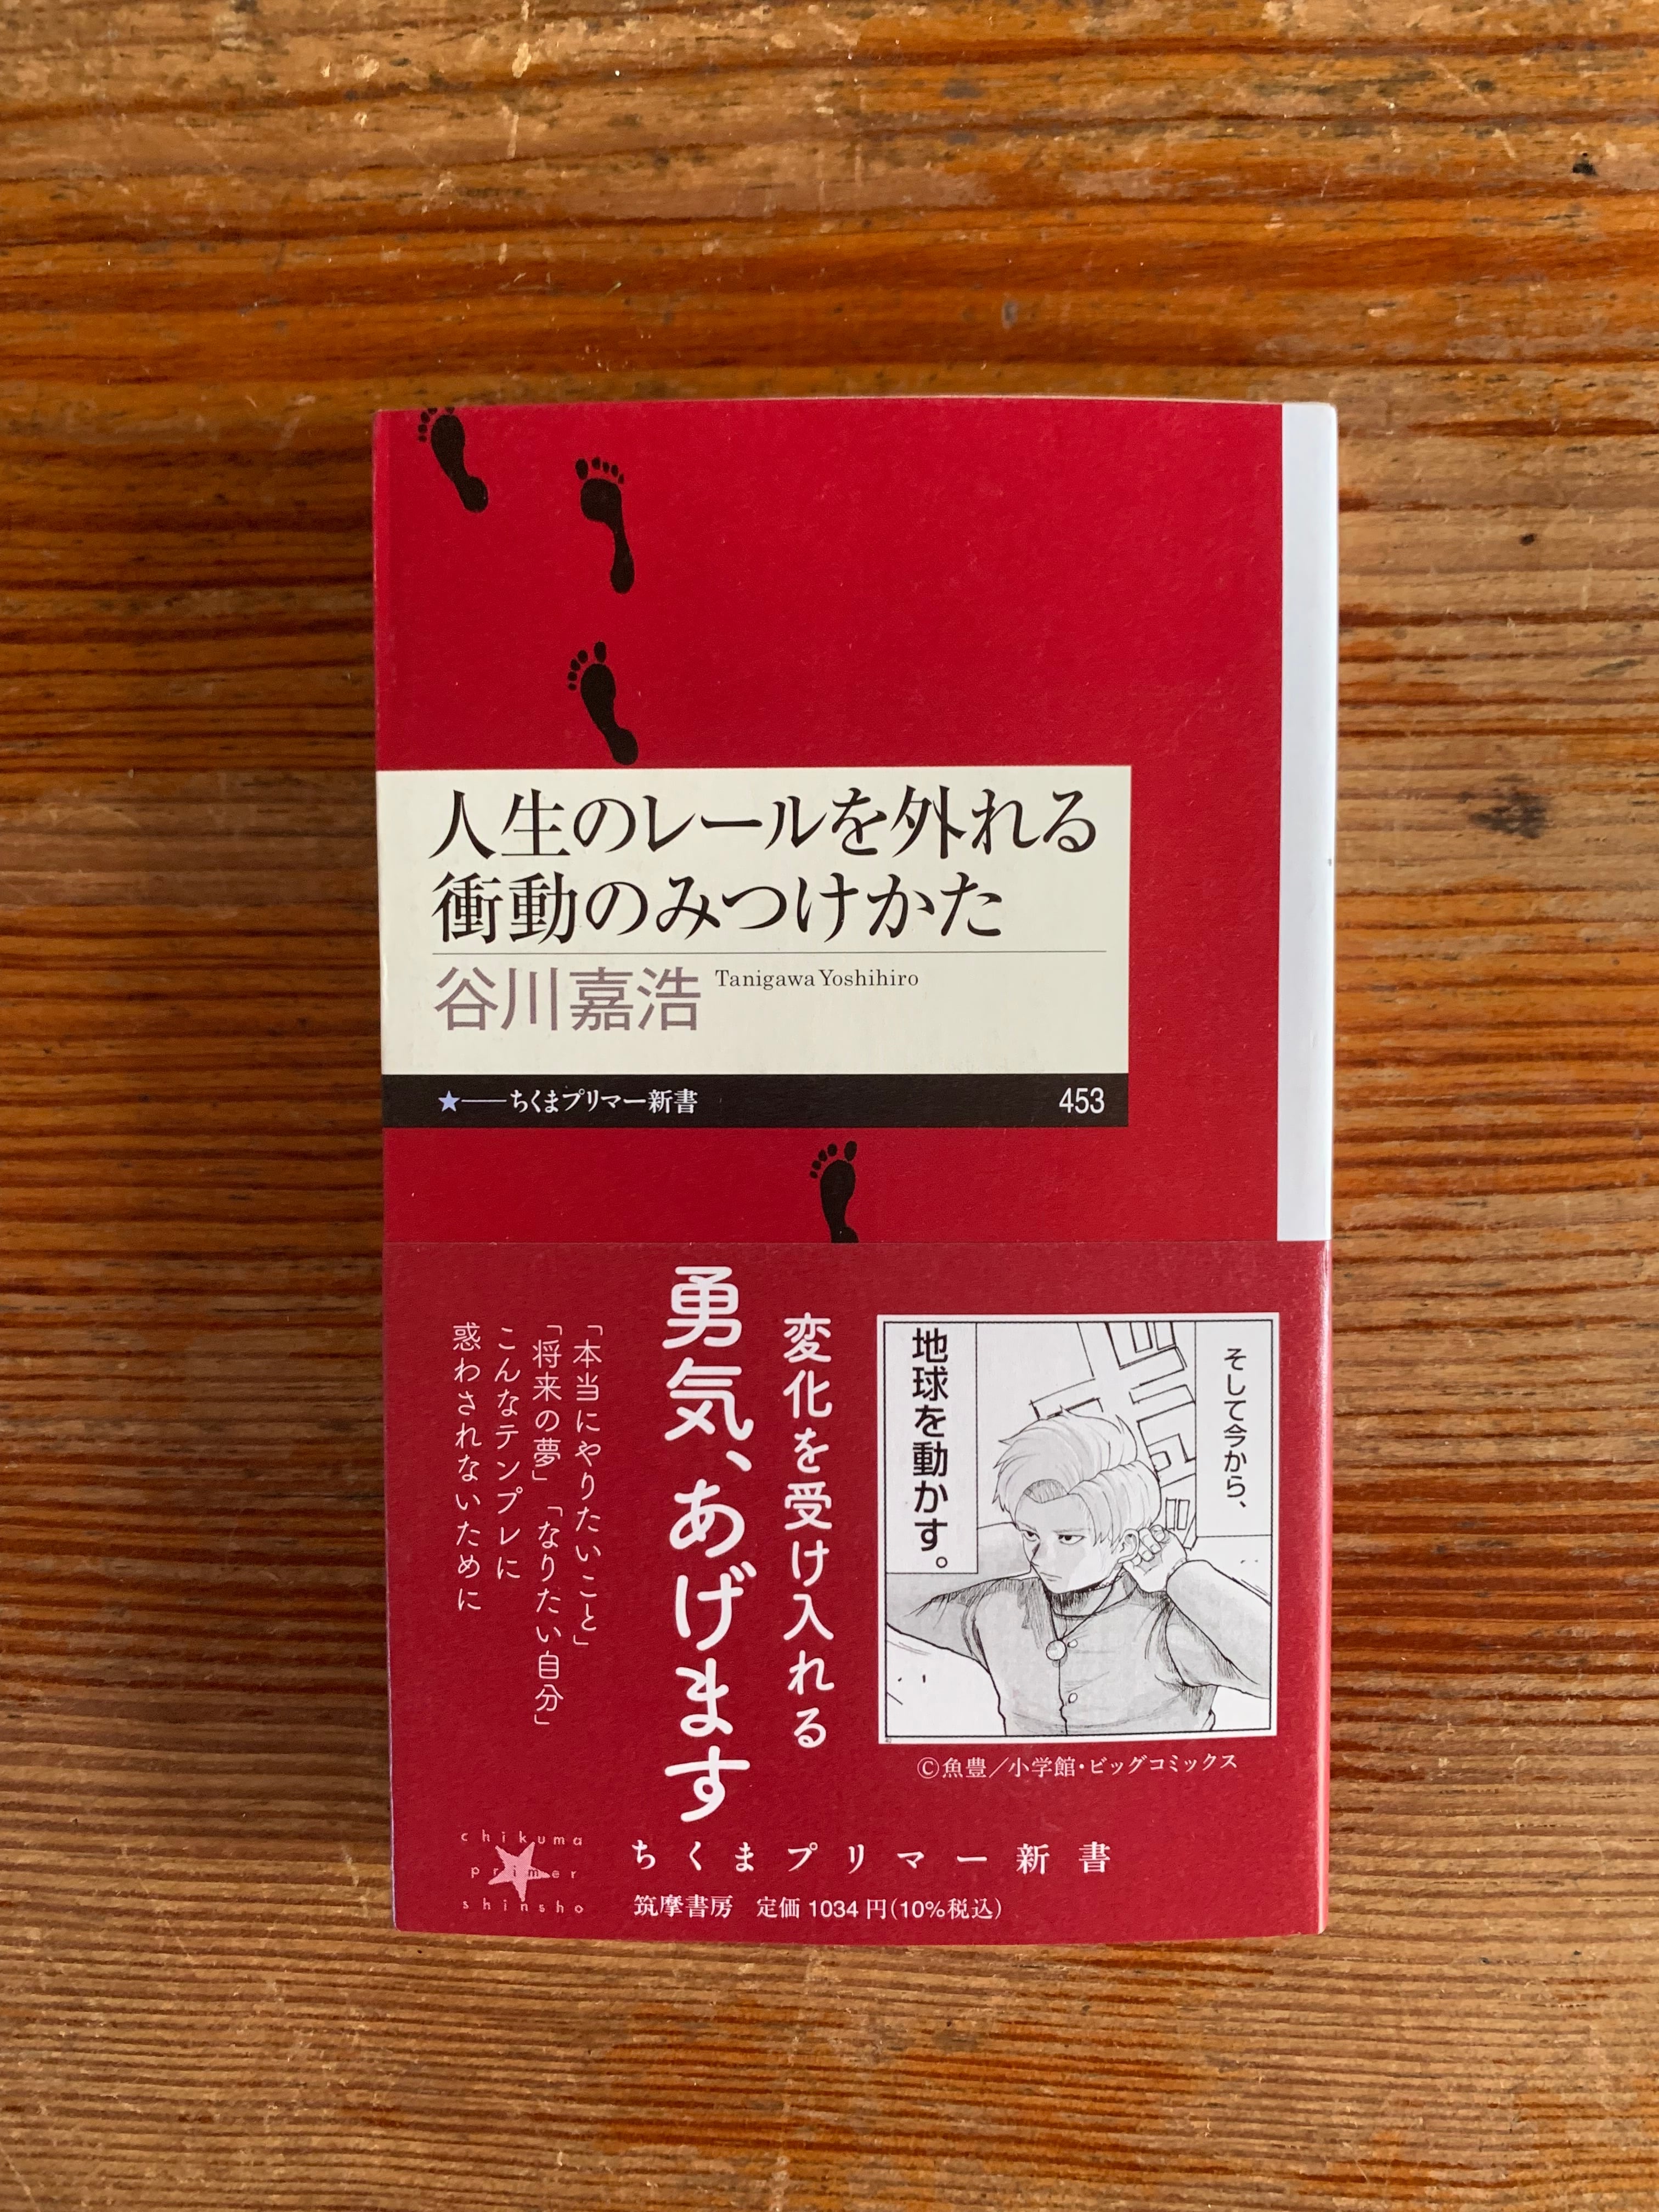 人生のレールを外れる
衝動のみつけかた
谷川嘉浩 Tanigawa Yoshihiro
★──ちくまプリマー新書 453
そして今から、
地球を動かす。
©魚豊／小学館・ビッグコミックス
変化を受け入れる
勇気、あげます
「本当にやりたいこと」
「将来の夢」「なりたい自分」
こんなテンプレに
惑わされないために
chikuma
primer
shinsho
ちくまプリマー新書
筑摩書房 定価1034円(10%税込)